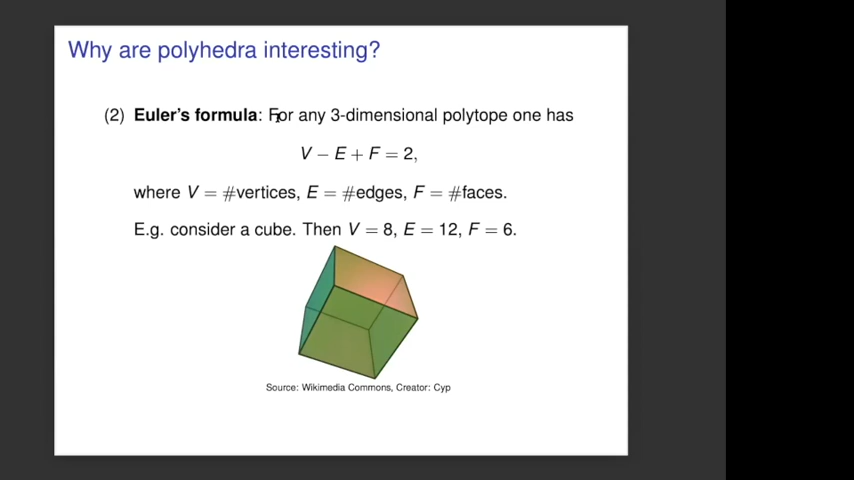 Why are polyhedra interesting?
(2) Euler's formula: For any 3-dimensional polytope one has
V − E + F = 2,
where V = #vertices, E = #edges, F = #faces.
E.g. consider a cube. Then V = 8, E = 12, F = 6.
Source: Wikimedia Commons, Creator: Cyp